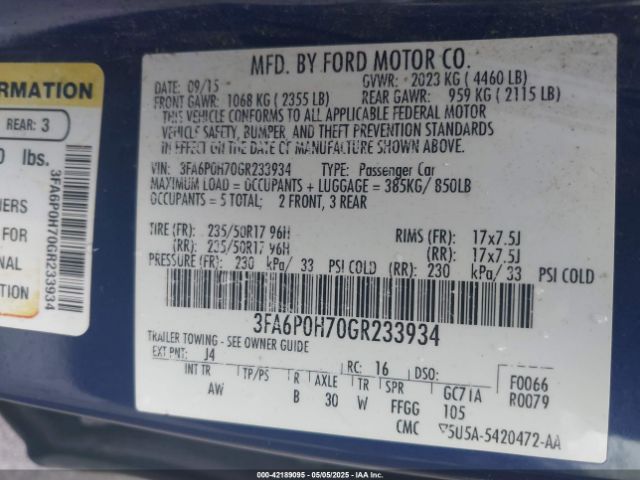 ORMATION
REAR: 3
0 lbs.
NERS
FOR
NAL
TION
3FA6P0H70GR233934
MFD. BY FORD MOTOR CO.
DATE: 09/15 GVWR: 2023 KG (4460 LB)
FRONT GAWR: 1068 KG (2355 LB) REAR GAWR: 959 KG (2115 LB)
THIS VEHICLE CONFORMS TO ALL APPLICABLE FEDERAL MOTOR
VEHICLE SAFETY, BUMPER, AND THEFT PREVENTION STANDARDS
IN EFFECT ON THE DATE OF MANUFACTURE SHOWN ABOVE.
VIN: 3FA6P0H70GR233934 TYPE: Passenger Car
MAXIMUM LOAD = OCCUPANTS + LUGGAGE = 385KG/ 850LB
OCCUPANTS = 5 TOTAL: 2 FRONT, 3 REAR
TIRE (FR): 235/50R17 96H RIMS (FR): 17x7.5J
(RR): 235/50R17 96H (RR): 17x7.5J
PRESSURE (FR): 230 kPa/ 33 PSI COLD (RR): 230 kPa/ 33 PSI COLD
3FA6P0H70GR233934
TRAILER TOWING - SEE OWNER GUIDE
EXT PNT: J4 RC: 16 DSO: F0066
INT TR TP/PS R AXLE TR SPR GC71A R0079
AW B 30 W FFGG 105
CMC 5U5A-5420472-AA
00-42189095 05/05/2025 IAA Inc.